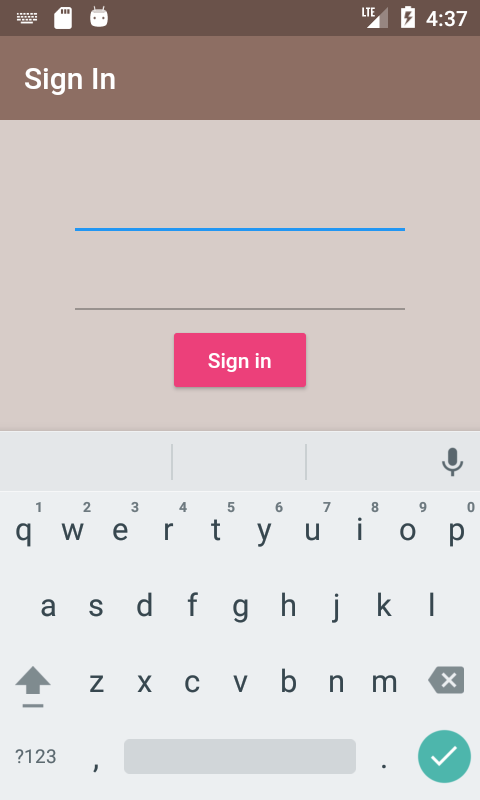 LTE 4:37
Sign In
Sign in
1 2 3 4 5 6 7 8 9 0
q w e r t y u i o p
a s d f g h j k l
z x c v b n m
?123 , .